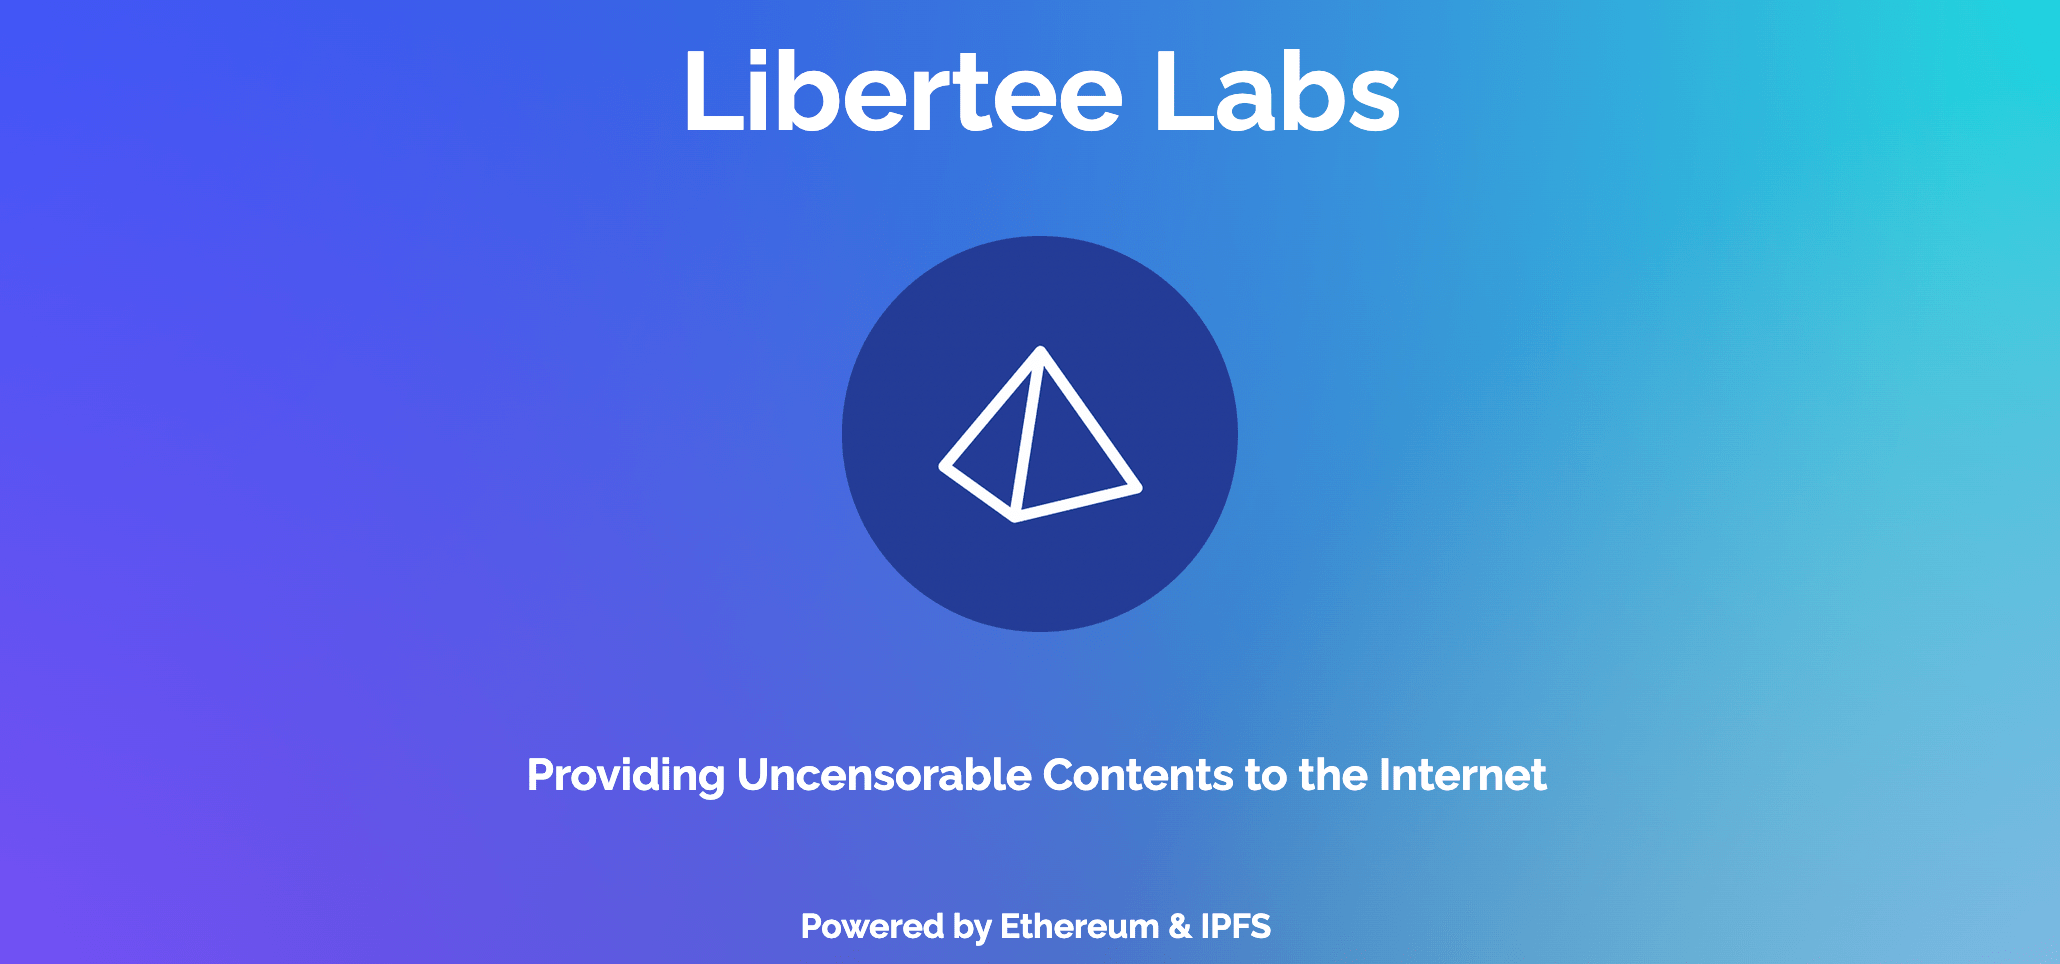 Libertee Labs
Providing Uncensorable Contents to the Internet
Powered by Ethereum & IPFS